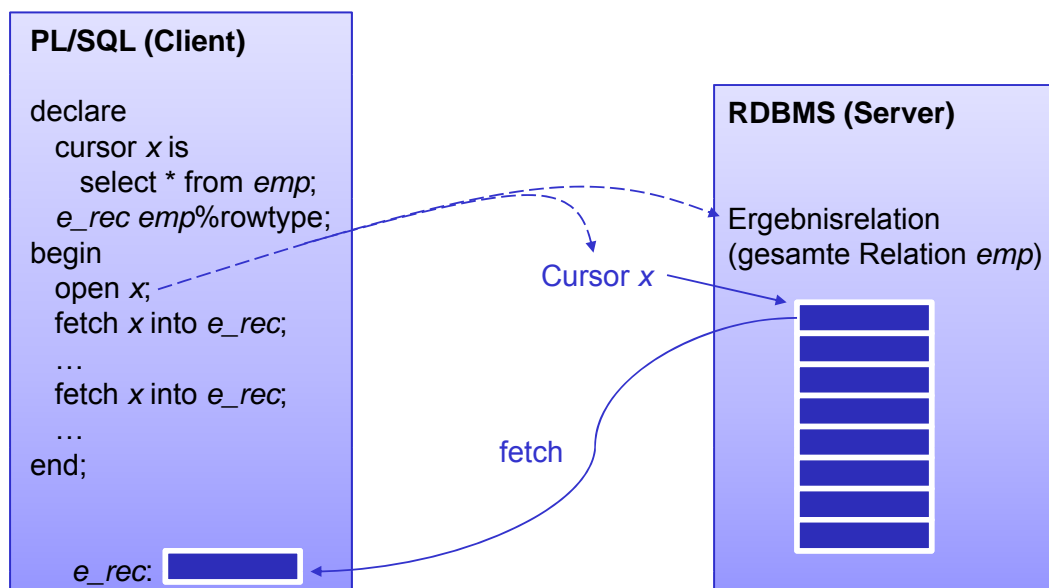 PL/SQL (Client)
declare
cursor x is
select * from emp;
e_rec emp%rowtype;
begin
open x;
fetch x into e_rec;
…
fetch x into e_rec;
…
end;
e_rec:
Cursor x
fetch
RDBMS (Server)
Ergebnisrelation
(gesamte Relation emp)